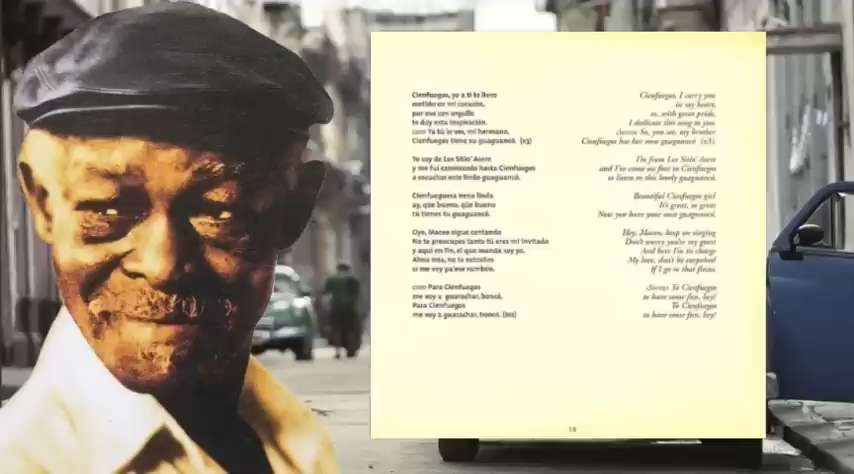 Cienfuegos, yo a ti te llevo
metido en mi corazón,
por eso con orgullo
te doy esta inspiración.
coro Ya tú lo ves, mi hermano,
Cienfuegos tiene su guaguancó. (x3)
Yo soy de Los Sitio' Asere
y me fui caminando hasta Cienfuegos
a escuchar este lindo guaguancó.
Cienfueguera nena linda
ay, que bueno, que bueno
tú tienes tu guaguancó.
Oye, Maceo sigue cantando
No te preocupes tanto tú eres mi invitado
y aquí en fin, el que manda soy yo.
Alma mía, no te extrañes
si me voy pa'ese rumbón.
coro Para Cienfuegos
me voy a guarachar, boncó.
Para Cienfuegos
me voy a guarachar, boncó. (bis)
Cienfuegos, I carry you
in my heart,
so, with great pride,
I dedicate this song to you.
chorus So, you see, my brother
Cienfuegos has her own guaguancó (x3)
I'm from Los Sitio' Asere
and I've come on foot to Cienfuegos
to listen to this lovely guaguancó.
Beautiful Cienfuegos girl
It's great, so great
Now you have your own guaguancó.
Hey, Maceo, keep on singing
Don't worry you're my guest
And here I'm in charge
My love, don't be surprised
If I go to that fiesta.
chorus To Cienfuegos
to have some fun, hey!
To Cienfuegos
to have some fun, hey!